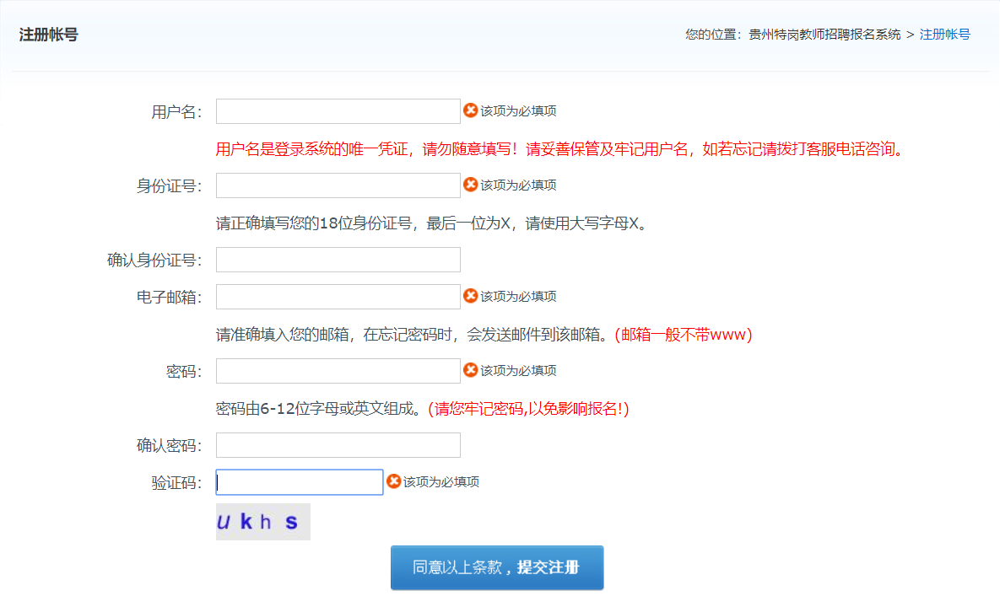 注册帐号
您的位置：贵州特岗教师招聘报名系统 > 注册帐号
用户名： 该项为必填项
用户名是登录系统的唯一凭证，请勿随意填写！请妥善保管及牢记用户名，如若忘记请拨打客服电话咨询。
身份证号： 该项为必填项
请正确填写您的18位身份证号，最后一位为X，请使用大写字母X。
确认身份证号：
电子邮箱： 该项为必填项
请准确填入您的邮箱，在忘记密码时，会发送邮件到该邮箱。(邮箱一般不带www)
密码： 该项为必填项
密码由6-12位字母或英文组成。(请您牢记密码,以免影响报名!)
确认密码：
验证码： 该项为必填项
u k h s
同意以上条款，提交注册